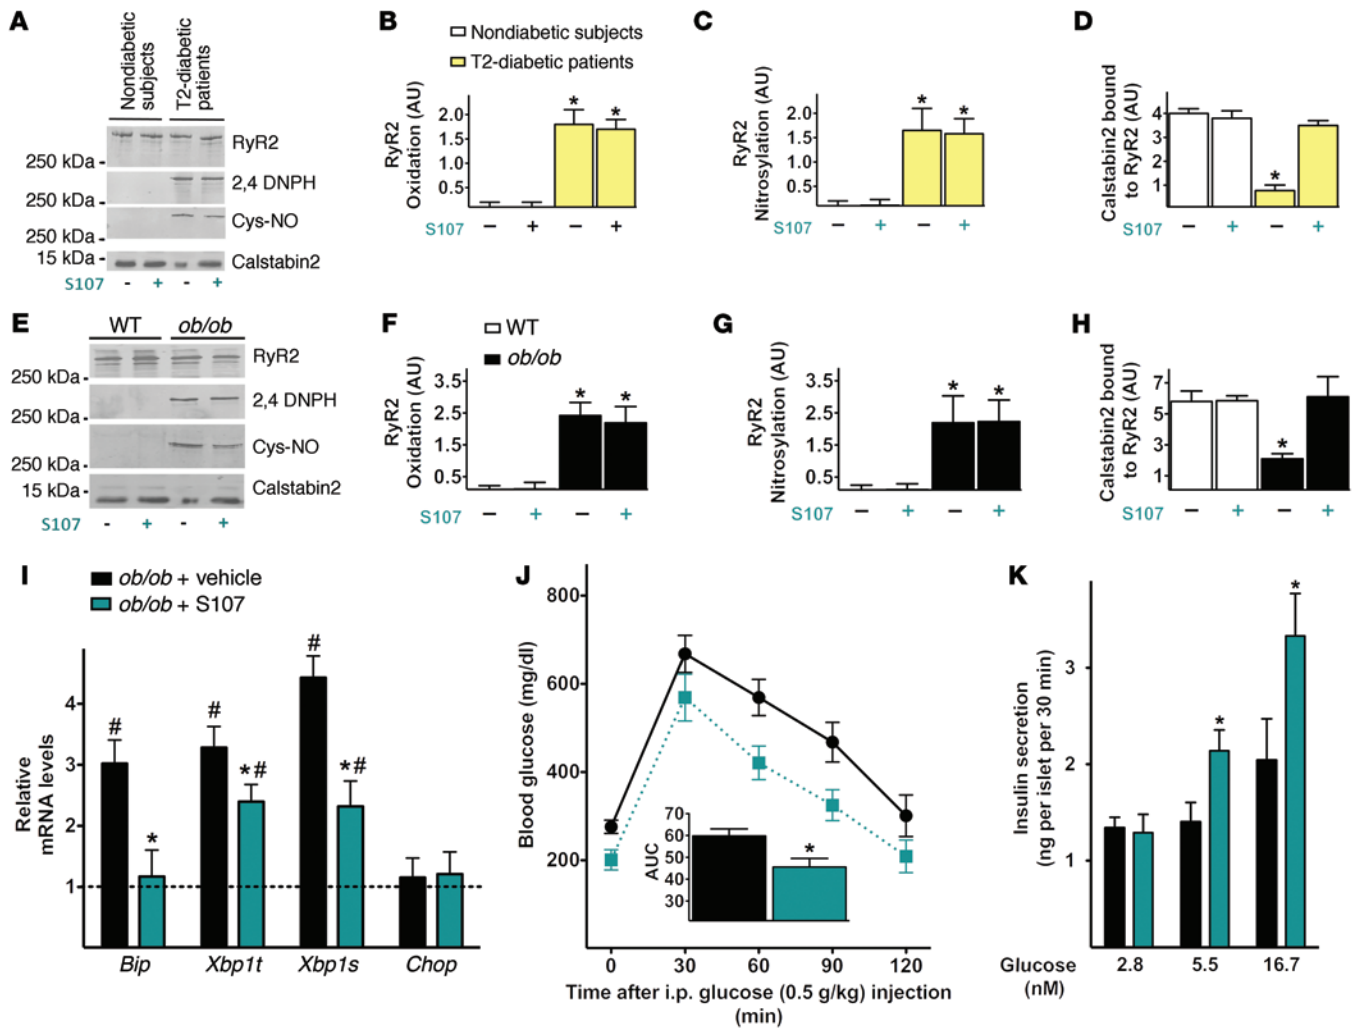 A
Nondiabetic
subjects
T2-diabetic
patients
RyR2
250 kDa
2,4 DNPH
250 kDa
Cys-NO
250 kDa
15 kDa
Calstabin2
S107 - + - +
B
Nondiabetic subjects
T2-diabetic patients
RyR2
Oxidation (AU)
2.0
1.5
1.0
0.5
* *
S107 − + − +
C
RyR2
Nitrosylation (AU)
2.0
1.5
1.0
0.5
* *
S107 − + − +
D
Calstabin2 bound
to RyR2 (AU)
4
3
2
1
*
− + − +
E
WT ob/ob
RyR2
250 kDa
2,4 DNPH
250 kDa
Cys-NO
250 kDa
15 kDa
Calstabin2
S107 - + - +
F
WT
ob/ob
RyR2
Oxidation (AU)
3.5
2.5
1.5
0.5
* *
S107 − + − +
G
RyR2
Nitrosylation (AU)
3.5
2.5
1.5
0.5
* *
S107 − + − +
H
Calstabin2 bound
to RyR2 (AU)
7
5
3
1
*
S107 − + − +
I
ob/ob + vehicle
ob/ob + S107
Relative
mRNA levels
4
3
2
1
# * # *# # *#
Bip Xbp1t Xbp1s Chop
J
Blood glucose (mg/dl)
800
600
400
200
AUC
70
60
50
40
30
*
0 30 60 90 120
Time after i.p. glucose (0.5 g/kg) injection
(min)
K
Insulin secretion
(ng per islet per 30 min)
3
2
1
* *
Glucose 2.8 5.5 16.7
(nM)